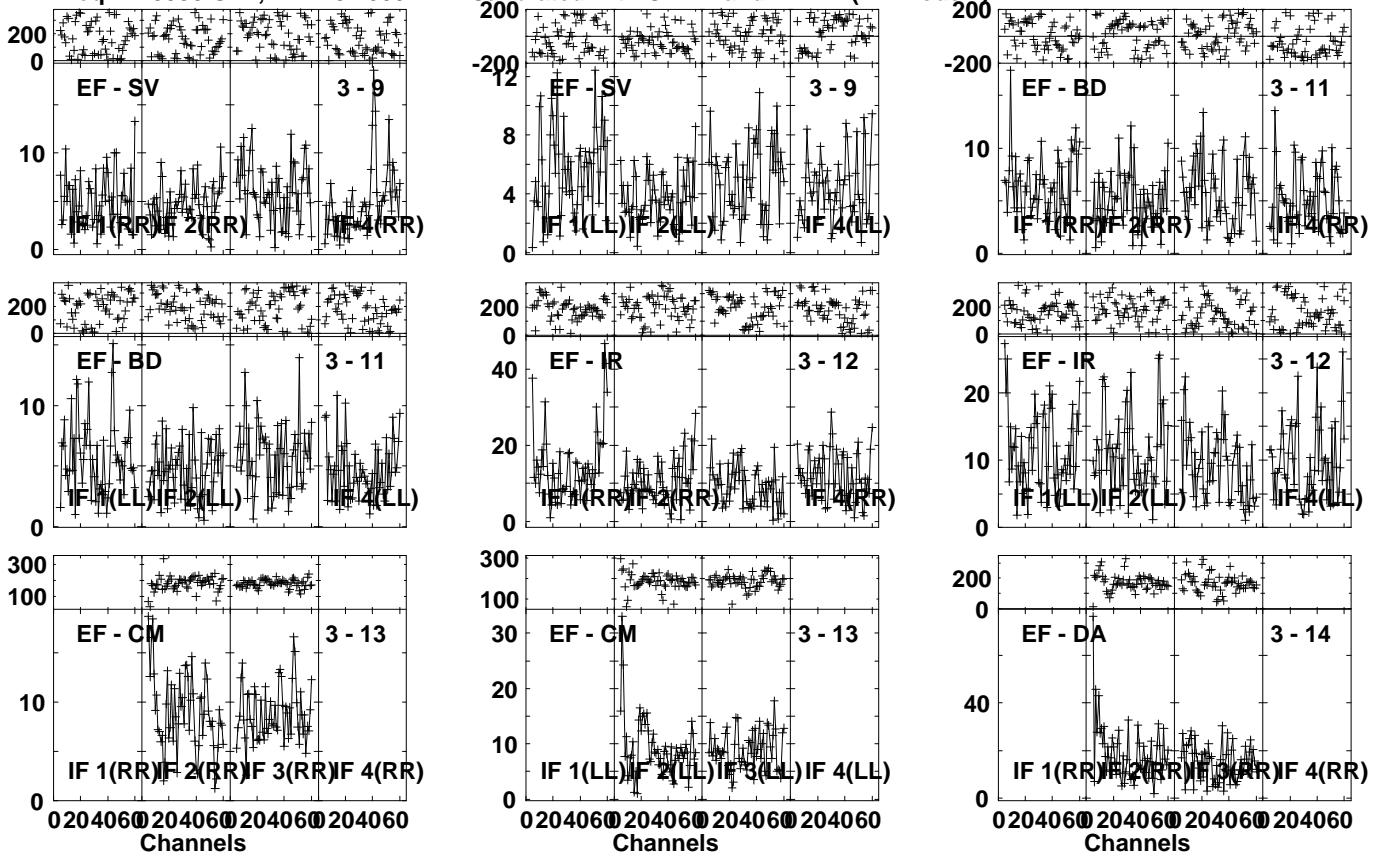 200 200 200
0 -200 -200
EF - SV 3 - 9 EF - SV 3 - 9 EF - BD 3 - 11
12
10 8 10
4
IF 1(RR) IF 2(RR) IF 4(RR) IF 1(LL) IF 2(LL) IF 4(LL) IF 1(RR) IF 2(RR) IF 4(RR)
0 0 0
200 200 200
0 0 0
EF - BD 3 - 11 EF - IR 3 - 12 EF - IR 3 - 12
40
10 20 20
10
IF 1(LL) IF 2(LL) IF 4(LL) IF 1(RR) IF 2(RR) IF 4(RR) IF 1(LL) IF 2(LL) IF 4(LL)
0 0 0
300 300 200
100 100 0
EF - CM 3 - 13 EF - CM 3 - 13 EF - DA 3 - 14
30
10 20 40
10
IF 1(RR) IF 2(RR) IF 3(RR) IF 4(RR) IF 1(LL) IF 2(LL) IF 3(LL) IF 4(LL) IF 1(RR) IF 2(RR) IF 3(RR) IF 4(RR)
0 0 0
0 20 40 60 0 20 40 60 0 20 40 60 0 20 40 60 0 20 40 60 0 20 40 60 0 20 40 60 0 20 40 60 0 20 40 60 0 20 40 60 0 20 40 60 0 20 40 60
Channels Channels Channels